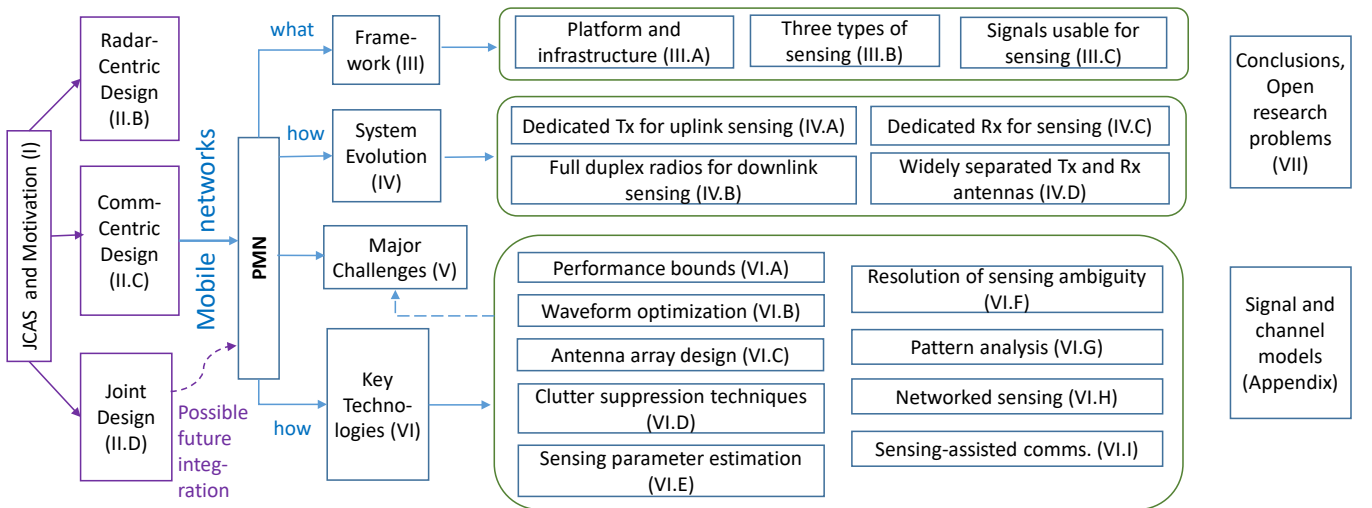 JCAS and Motivation (I)
Radar-
Centric
Design
(II.B)
Comm-
Centric
Design
(II.C)
Joint
Design
(II.D)
Mobile networks
Possible
future
integ-
ration
PMN
what
how
how
Frame-
work (III)
System
Evolution
(IV)
Major
Challenges (V)
Key
Techno-
logies (VI)
Platform and
infrastructure (III.A)
Three types of
sensing (III.B)
Signals usable for
sensing (III.C)
Dedicated Tx for uplink sensing (IV.A)
Dedicated Rx for sensing (IV.C)
Full duplex radios for downlink
sensing (IV.B)
Widely separated Tx and Rx
antennas (IV.D)
Performance bounds (VI.A)
Waveform optimization (VI.B)
Antenna array design (VI.C)
Clutter suppression techniques
(VI.D)
Sensing parameter estimation
(VI.E)
Resolution of sensing ambiguity
(VI.F)
Pattern analysis (VI.G)
Networked sensing (VI.H)
Sensing-assisted comms. (VI.I)
Conclusions,
Open
research
problems
(VII)
Signal and
channel
models
(Appendix)